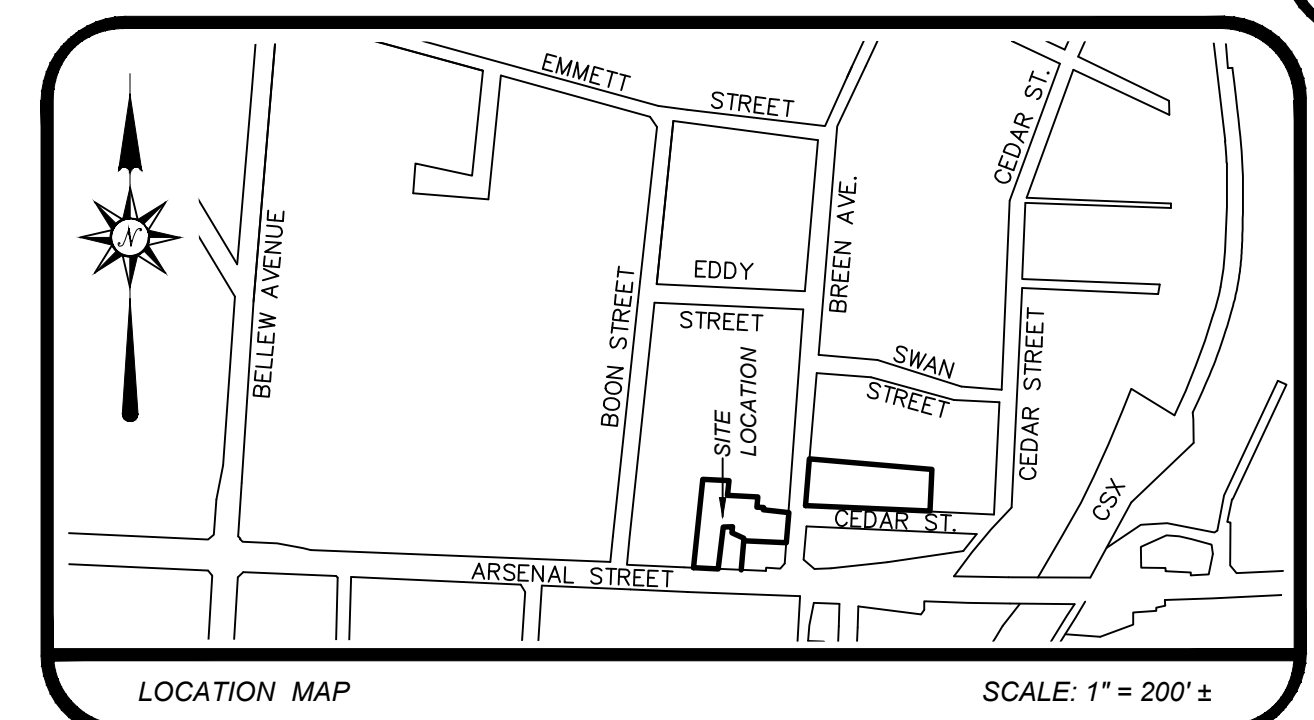 EMMETT
STREET
CEDAR ST.
N
BELLEW AVENUE
BREEN AVE.
EDDY
STREET
BOON STREET
SWAN
STREET
CEDAR STREET
SITE
LOCATION
CSX
CEDAR ST.
ARSENAL STREET
LOCATION MAP
SCALE: 1" = 200' ±